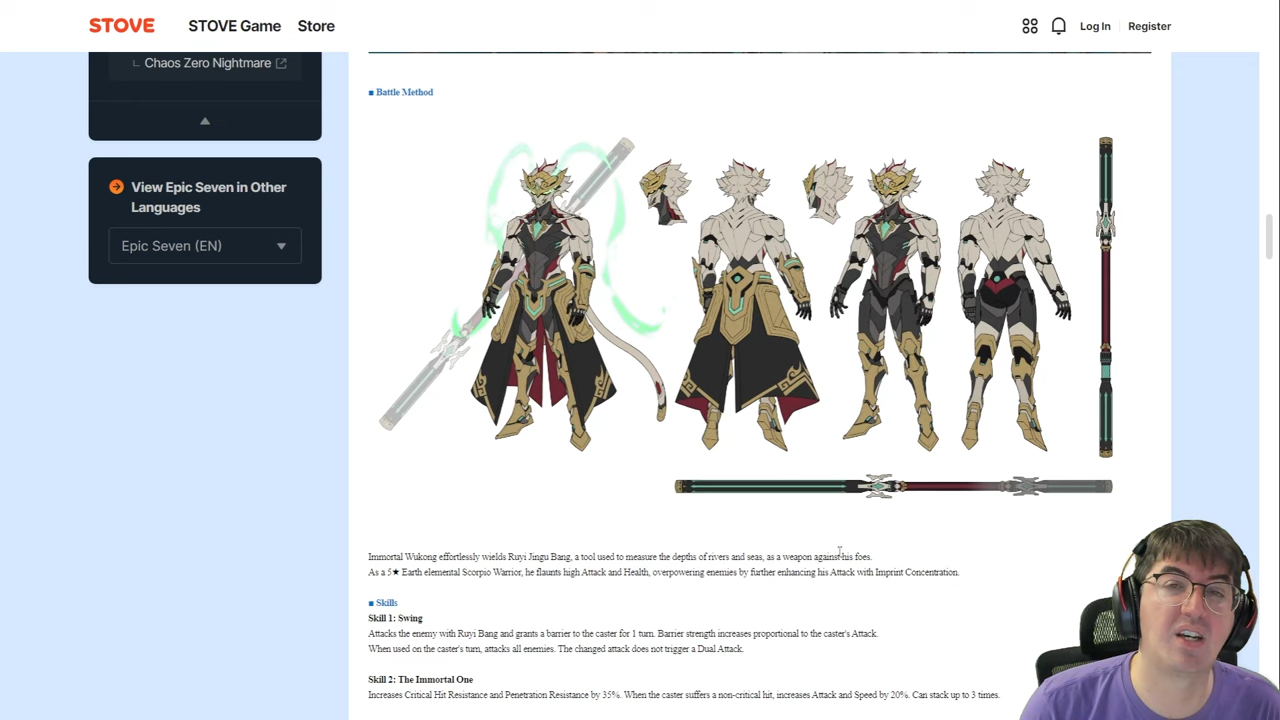 STOVE
STOVE Game
Store
Log In
Register
Chaos Zero Nightmare
View Epic Seven in Other
Languages
Epic Seven (EN)
■ Battle Method
Immortal Wukong effortlessly wields Ruyi Jingu Bang, a tool used to measure the depths of rivers and seas, as a weapon against his foes.
As a 5★ Earth elemental Scorpio Warrior, he flaunts high Attack and Health, overpowering enemies by further enhancing his Attack with Imprint Concentration.
■ Skills
Skill 1: Swing
Attacks the enemy with Ruyi Bang and grants a barrier to the caster for 1 turn. Barrier strength increases proportional to the caster's Attack.
When used on the caster's turn, attacks all enemies. The changed attack does not trigger a Dual Attack.
Skill 2: The Immortal One
Increases Critical Hit Resistance and Penetration Resistance by 35%. When the caster suffers a non-critical hit, increases Attack and Speed by 20%. Can stack up to 3 times.